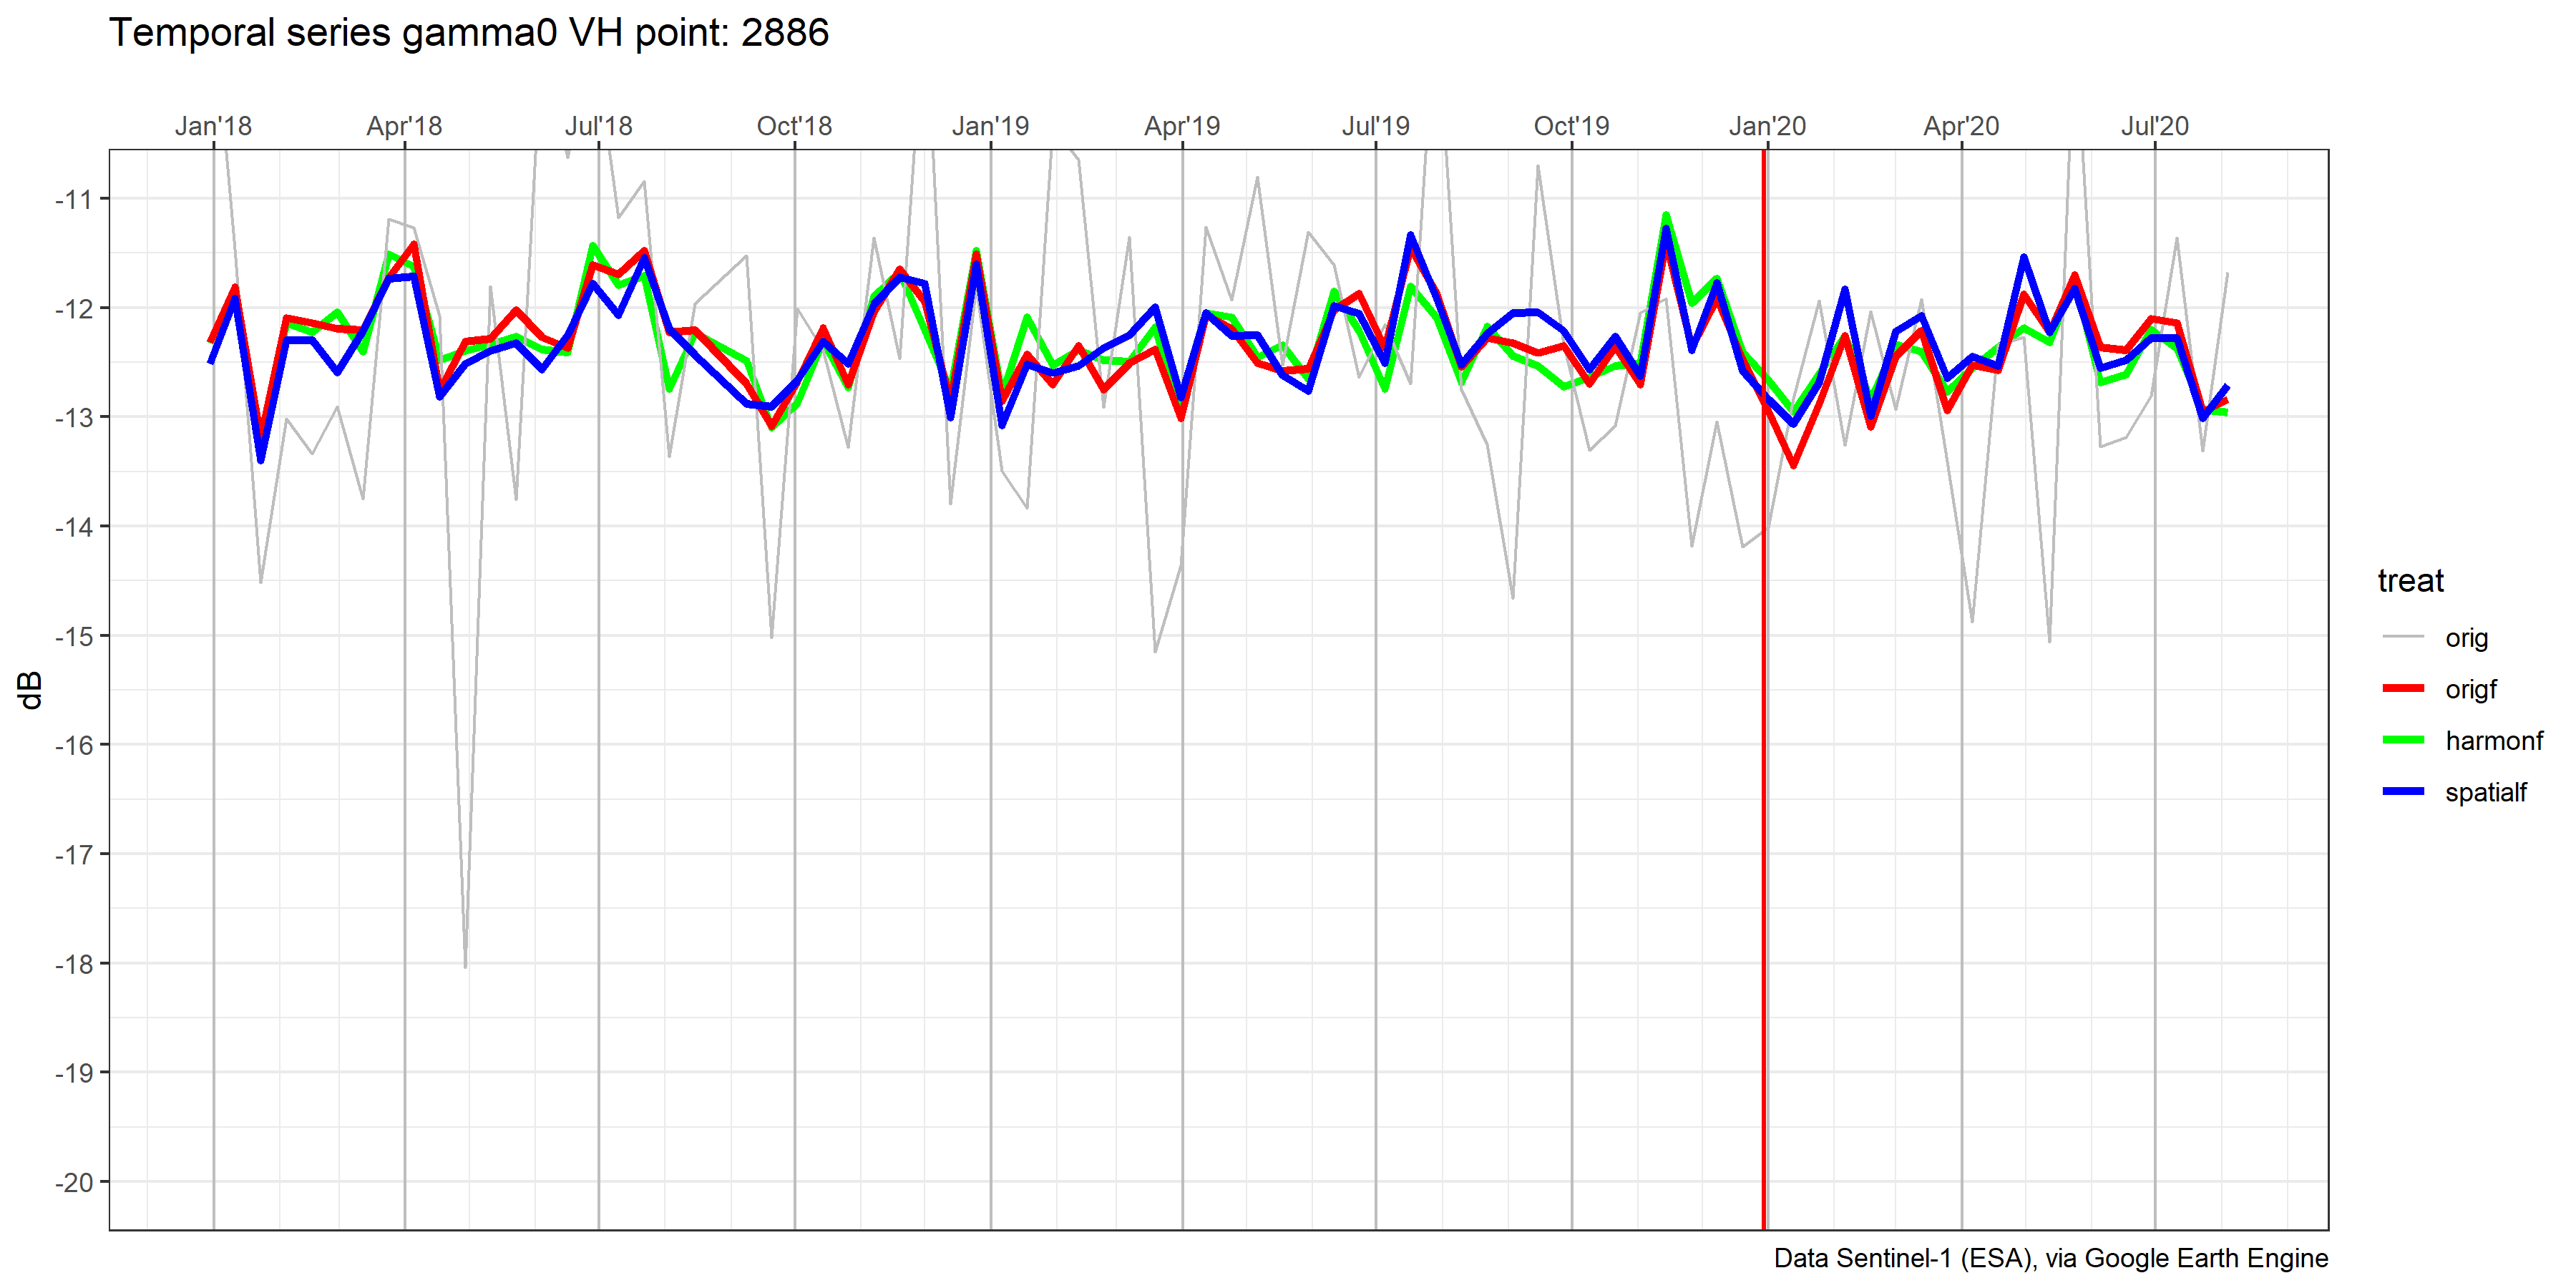 Temporal series gamma0 VH point: 2886
Jan'18 Apr'18 Jul'18 Oct'18 Jan'19 Apr'19 Jul'19 Oct'19 Jan'20 Apr'20 Jul'20
-11
-12
-13
-14
-15
-16
-17
-18
-19
-20
dB
treat
orig
origf
harmonf
spatialf
Data Sentinel-1 (ESA), via Google Earth Engine